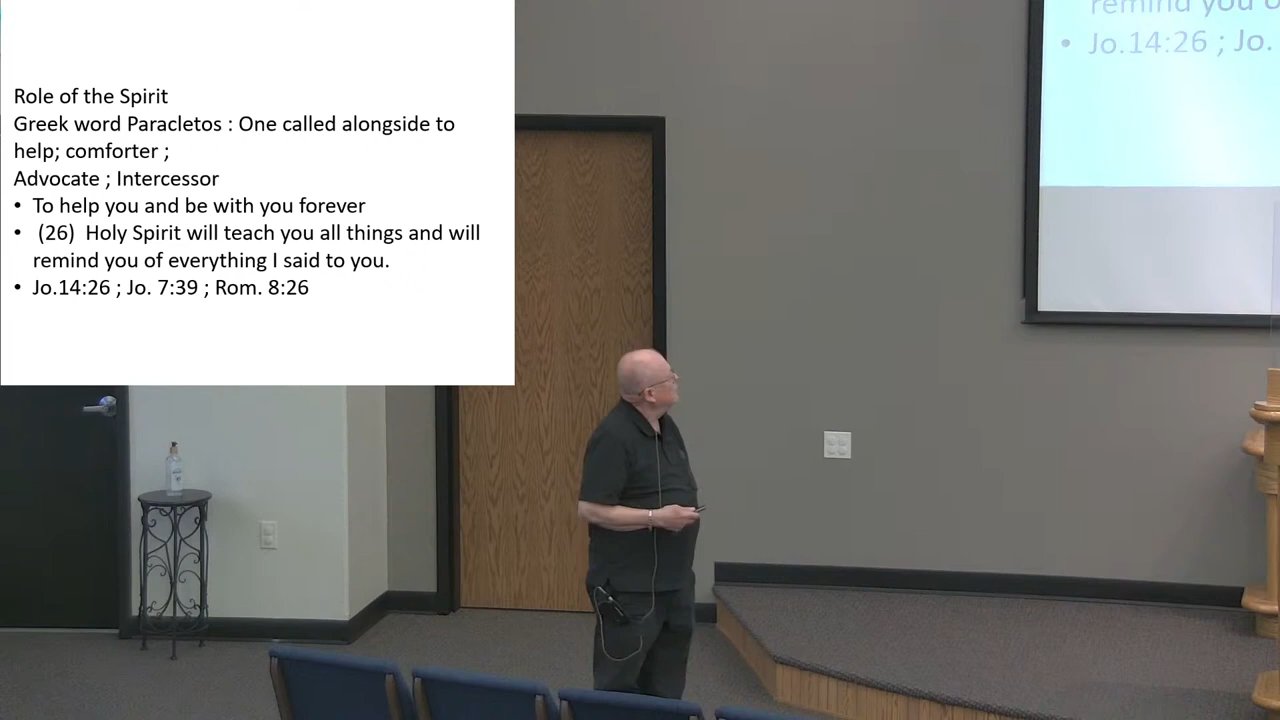 Role of the Spirit
Greek word Paracletos : One called alongside to
help; comforter ;
Advocate ; Intercessor
• To help you and be with you forever
• (26) Holy Spirit will teach you all things and will
remind you of everything I said to you.
• Jo.14:26 ; Jo. 7:39 ; Rom. 8:26
remind you o
• Jo.14:26 ; Jo.